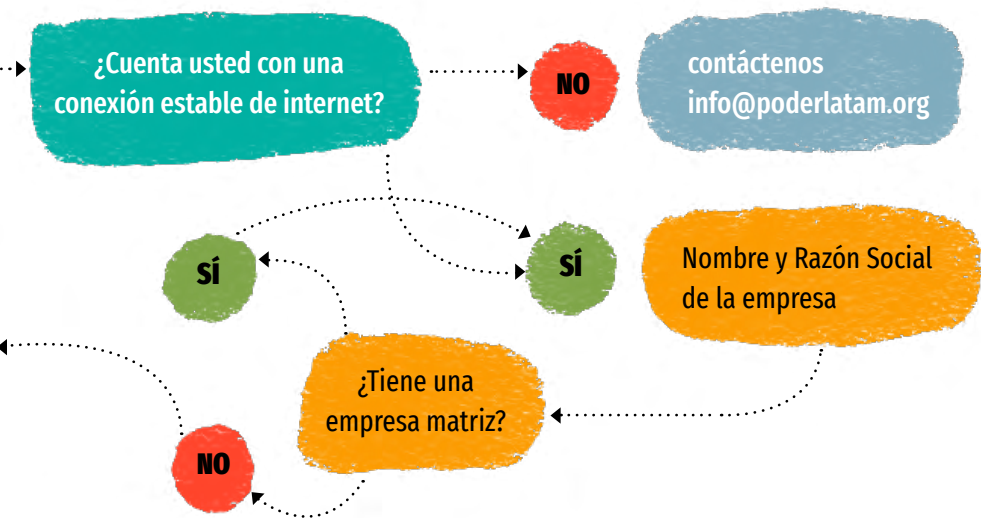 ¿Cuenta usted con una
conexión estable de internet?
NO
contáctenos
info@poderlatam.org
SÍ
SÍ
Nombre y Razón Social
de la empresa
¿Tiene una
empresa matriz?
NO